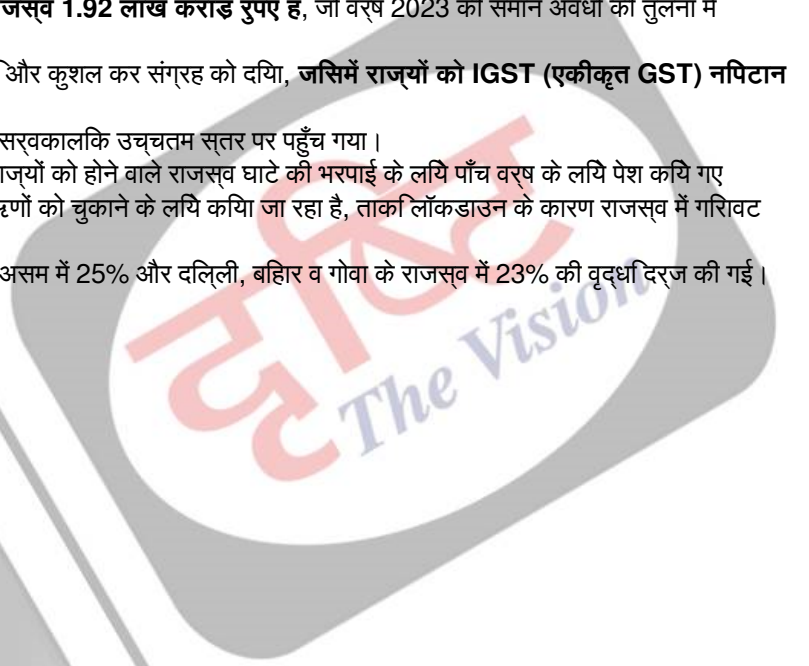 राजस्व 1.92 लाख करोड़ रुपए है, जो वर्ष 2023 की समान अवधि की तुलना में
और कुशल कर संग्रह को दिया, जिसमें राज्यों को IGST (एकीकृत GST) निपटान
सर्वकालिक उच्चतम स्तर पर पहुँच गया।
राज्यों को होने वाले राजस्व घाटे की भरपाई के लिये पाँच वर्ष के लिये पेश किये गए
ऋणों को चुकाने के लिये किया जा रहा है, ताकि लॉकडाउन के कारण राजस्व में गिरावट
असम में 25% और दिल्ली, बिहार व गोवा के राजस्व में 23% की वृद्धि दर्ज की गई।
दृष्टि
The Vision